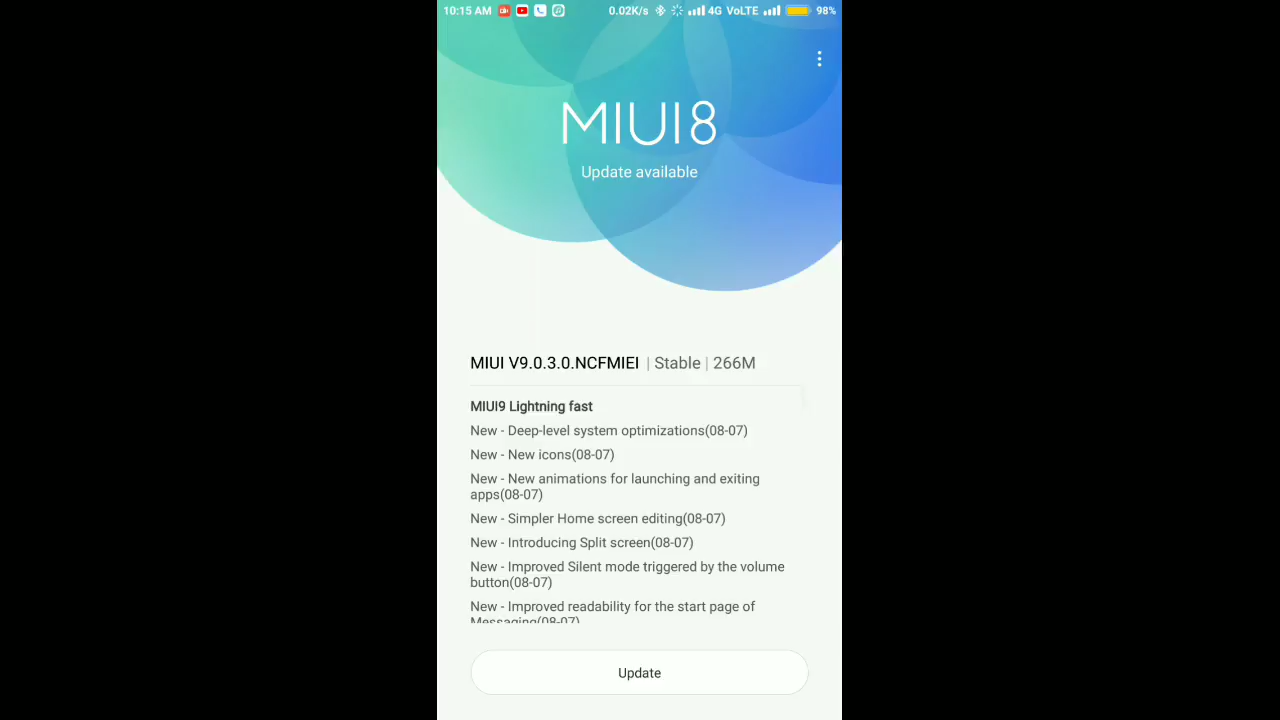 10:15 AM 0.02K/s 4G VoLTE 98%
MIUI8
Update available
MIUI V9.0.3.0.NCFMIEI | Stable | 266M
MIUI9 Lightning fast
New - Deep-level system optimizations(08-07)
New - New icons(08-07)
New - New animations for launching and exiting
apps(08-07)
New - Simpler Home screen editing(08-07)
New - Introducing Split screen(08-07)
New - Improved Silent mode triggered by the volume
button(08-07)
New - Improved readability for the start page of
Messaging(08-07)
Update